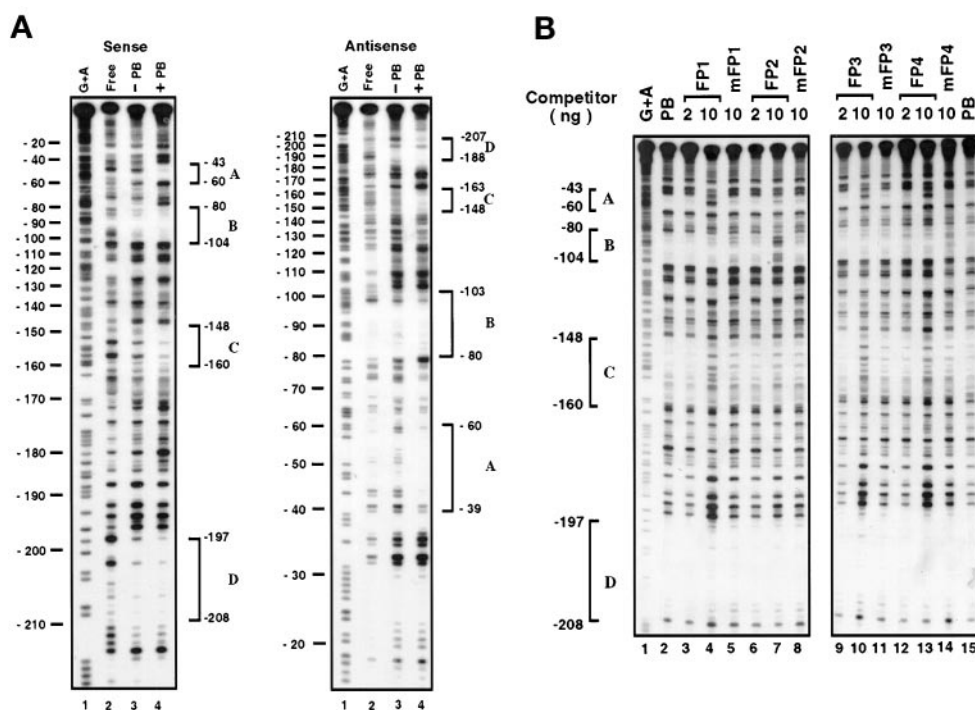 A
Sense
G+A Free - PB + PB
- 20
- 40
- 60
- 80
- 90
- 100
- 110
- 120
- 130
- 140
- 150
- 160
- 170
- 180
- 190
- 200
- 210
- 43
A
- 60
- 80
B
- 104
- 148
C
- 160
- 197
D
- 208
1 2 3 4
Antisense
G+A Free - PB + PB
- 210
- 200
- 190
- 180
- 170
- 160
- 150
- 140
- 130
- 110
- 100
- 90
- 80
- 70
- 60
- 50
- 40
- 30
- 20
- 207
D
- 188
- 163
C
- 148
- 103
B
- 80
- 60
A
- 39
1 2 3 4
B
G+A PB FP1 mFP1 FP2 mFP2
FP3 mFP3 FP4 mFP4 PB
Competitor
( ng )
2 10 10 2 10 10
2 10 10 2 10 10
-43
A
-60
-80
B
-104
-148
C
-160
-197
D
-208
1 2 3 4 5 6 7 8
9 10 11 12 13 14 15